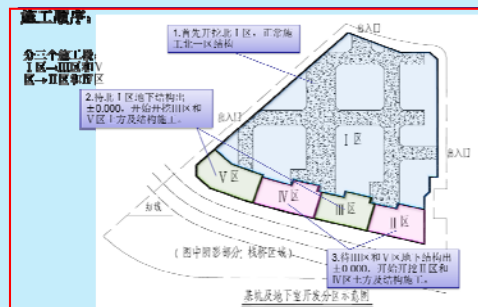 施工顺序:
分三个施工段:
Ⅰ区→Ⅲ区和Ⅴ
区→Ⅱ区和Ⅳ区
1.首先开挖北Ⅰ区,正常施
工北一区结构
出入口
2.待北Ⅰ区地下结构出
±0.000,开始开挖Ⅲ区和
Ⅴ区土方及结构施工。
出入口
Ⅰ区
出入口
Ⅴ区
Ⅳ区
Ⅲ区
Ⅱ区
(图中阴影部分:栈桥区域)
3.待Ⅲ区和Ⅴ区地下结构出
±0.000,开始开挖Ⅱ区和
Ⅳ区土方及结构施工。
基坑及地下室开发分区示意图